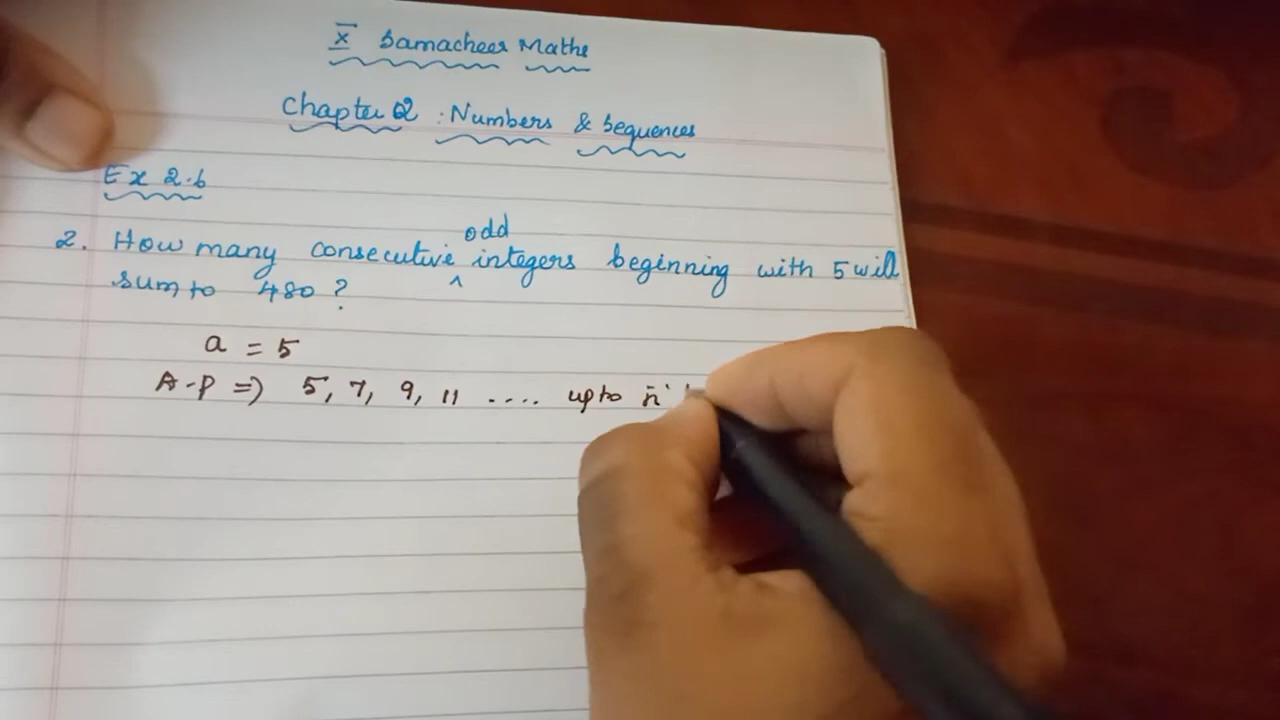 X Samacheer Maths
Chapter 2 : Numbers & Sequences
Ex 2.6
2. How many consecutive odd integers beginning with 5 will
sum to 480 ?
a = 5
A.P => 5, 7, 9, 11 .... upto 'n'